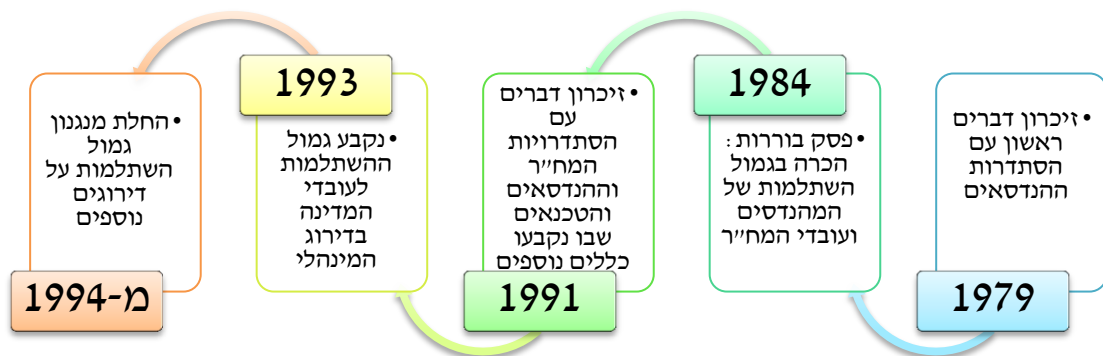 • זיכרון דברים
ראשון עם
הסתדרות
ההנדסאים
1979
1984
• פסק בוררות:
הכרה בגמול
השתלמות של
המהנדסים
ועובדי המח״ר
• זיכרון דברים
עם
הסתדרויות
המח״ר
וההנדסאים
והטכנאים
שבו נקבעו
כללים נוספים
1991
1993
• נקבע גמול
ההשתלמות
לעובדי
המדינה
בדירוג
המינהלי
• החלת מנגנון
גמול
השתלמות על
דירוגים
נוספים
מ-1994